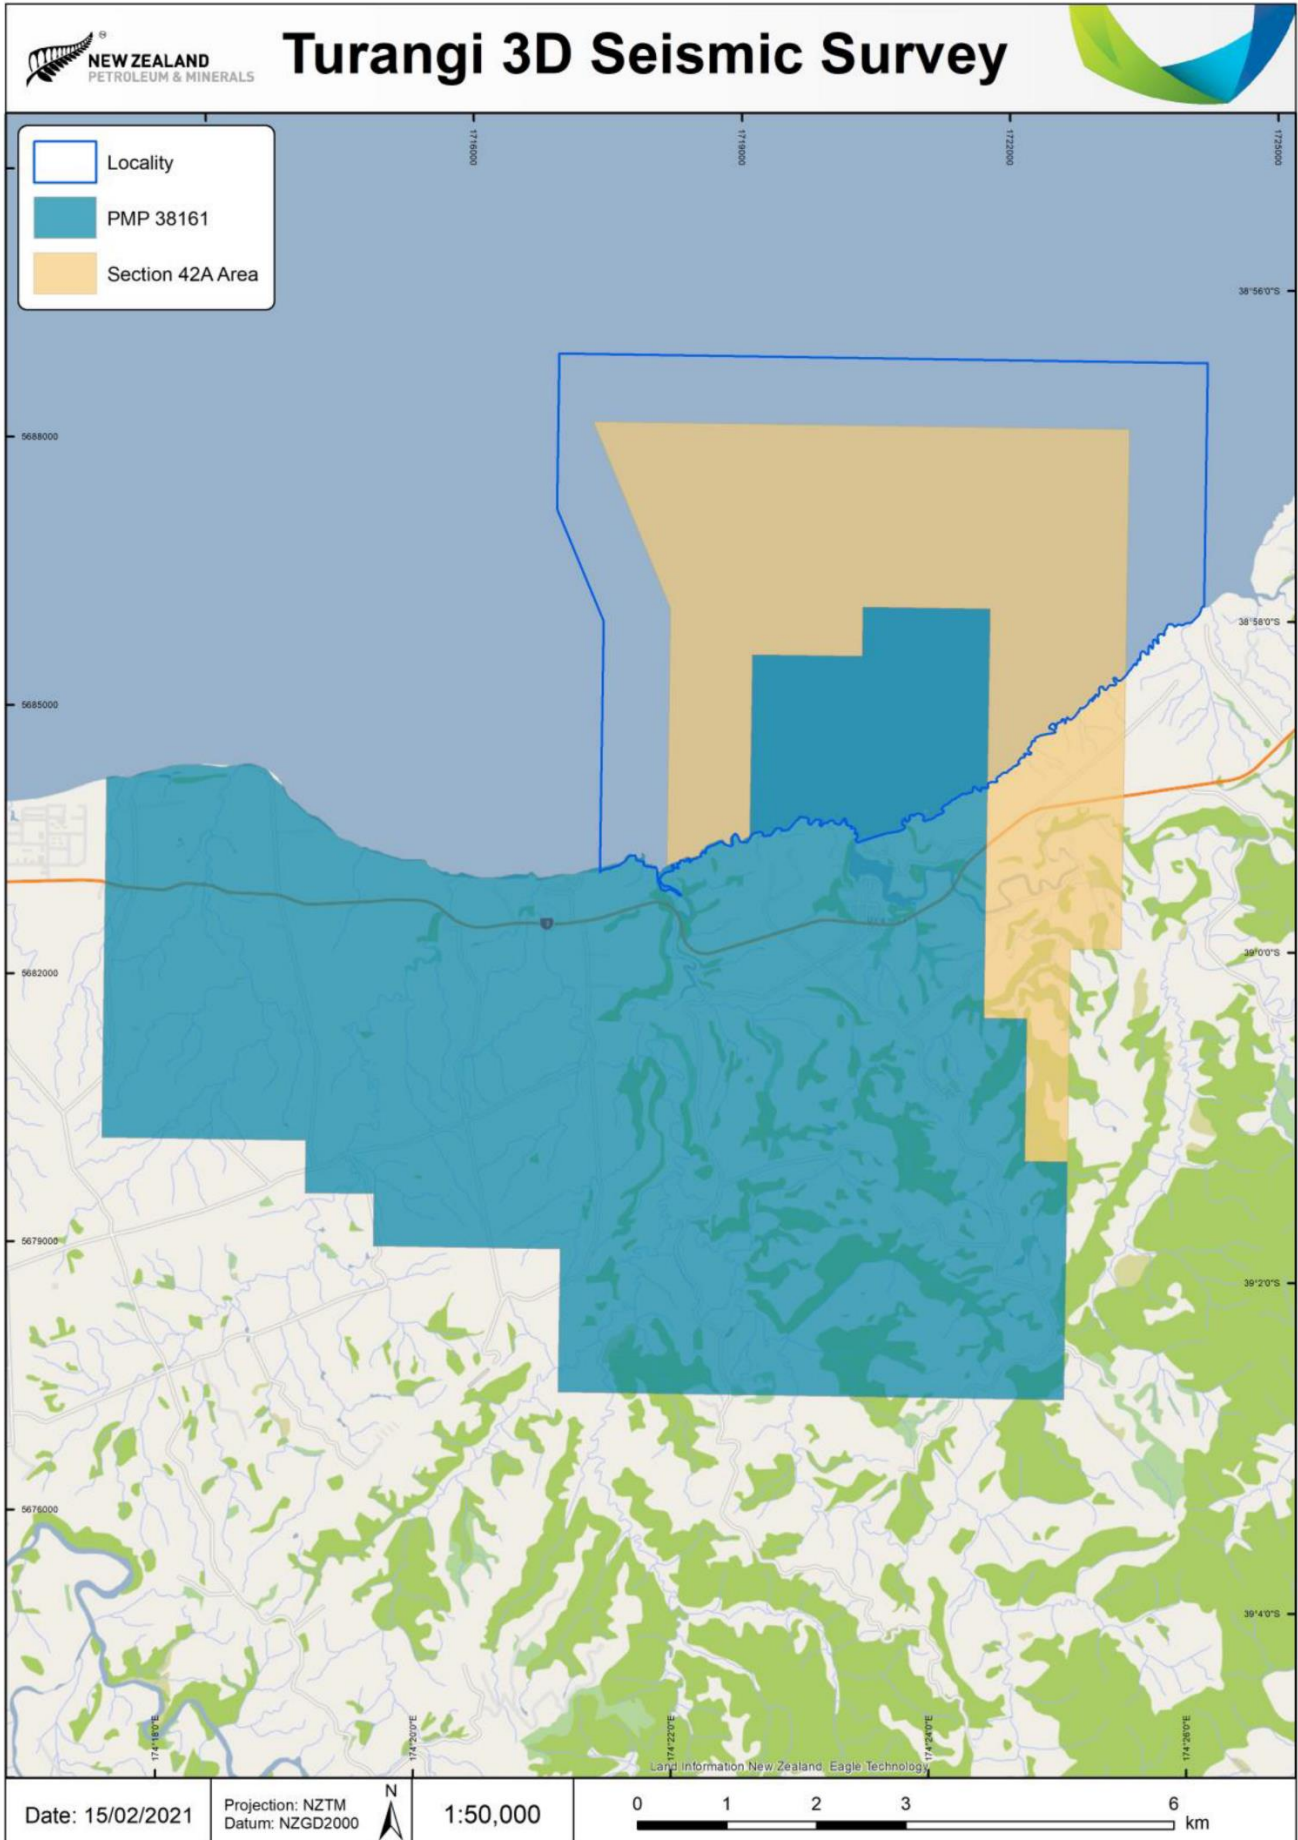 NEW ZEALAND
PETROLEUM & MINERALS
Turangi 3D Seismic Survey
Locality
PMP 38161
Section 42A Area
1716000
1719000
1722000
1725000
38°56'0"S
5688000
38°58'0"S
5685000
39°0'0"S
5682000
5679000
39°2'0"S
5676000
39°4'0"S
174°18'0"E
174°20'0"E
174°22'0"E
174°24'0"E
174°26'0"E
Land Information New Zealand, Eagle Technology
Date: 15/02/2021
Projection: NZTM
Datum: NZGD2000
N
1:50,000
0 1 2 3 6
km